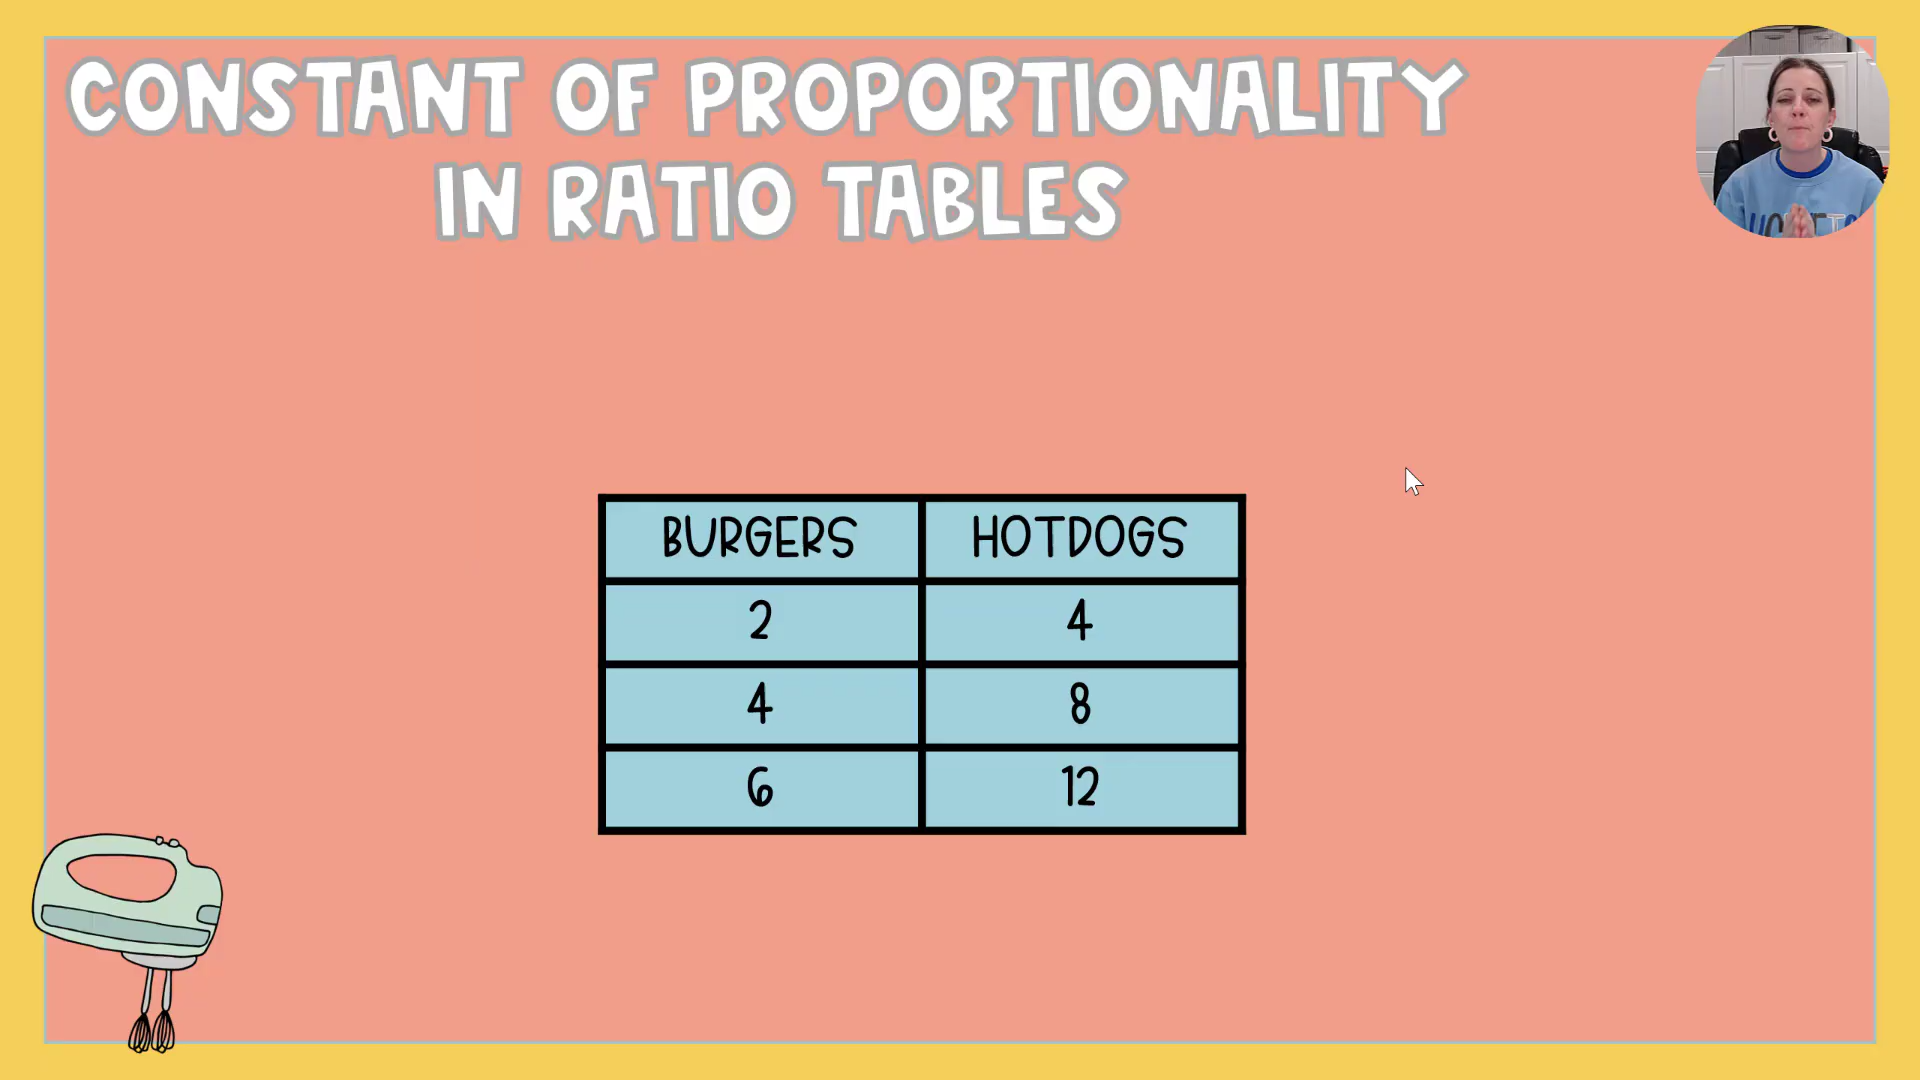 CONSTANT OF PROPORTIONALITY
IN RATIO TABLES
BURGERS HOTDOGS
2 4
4 8
6 12